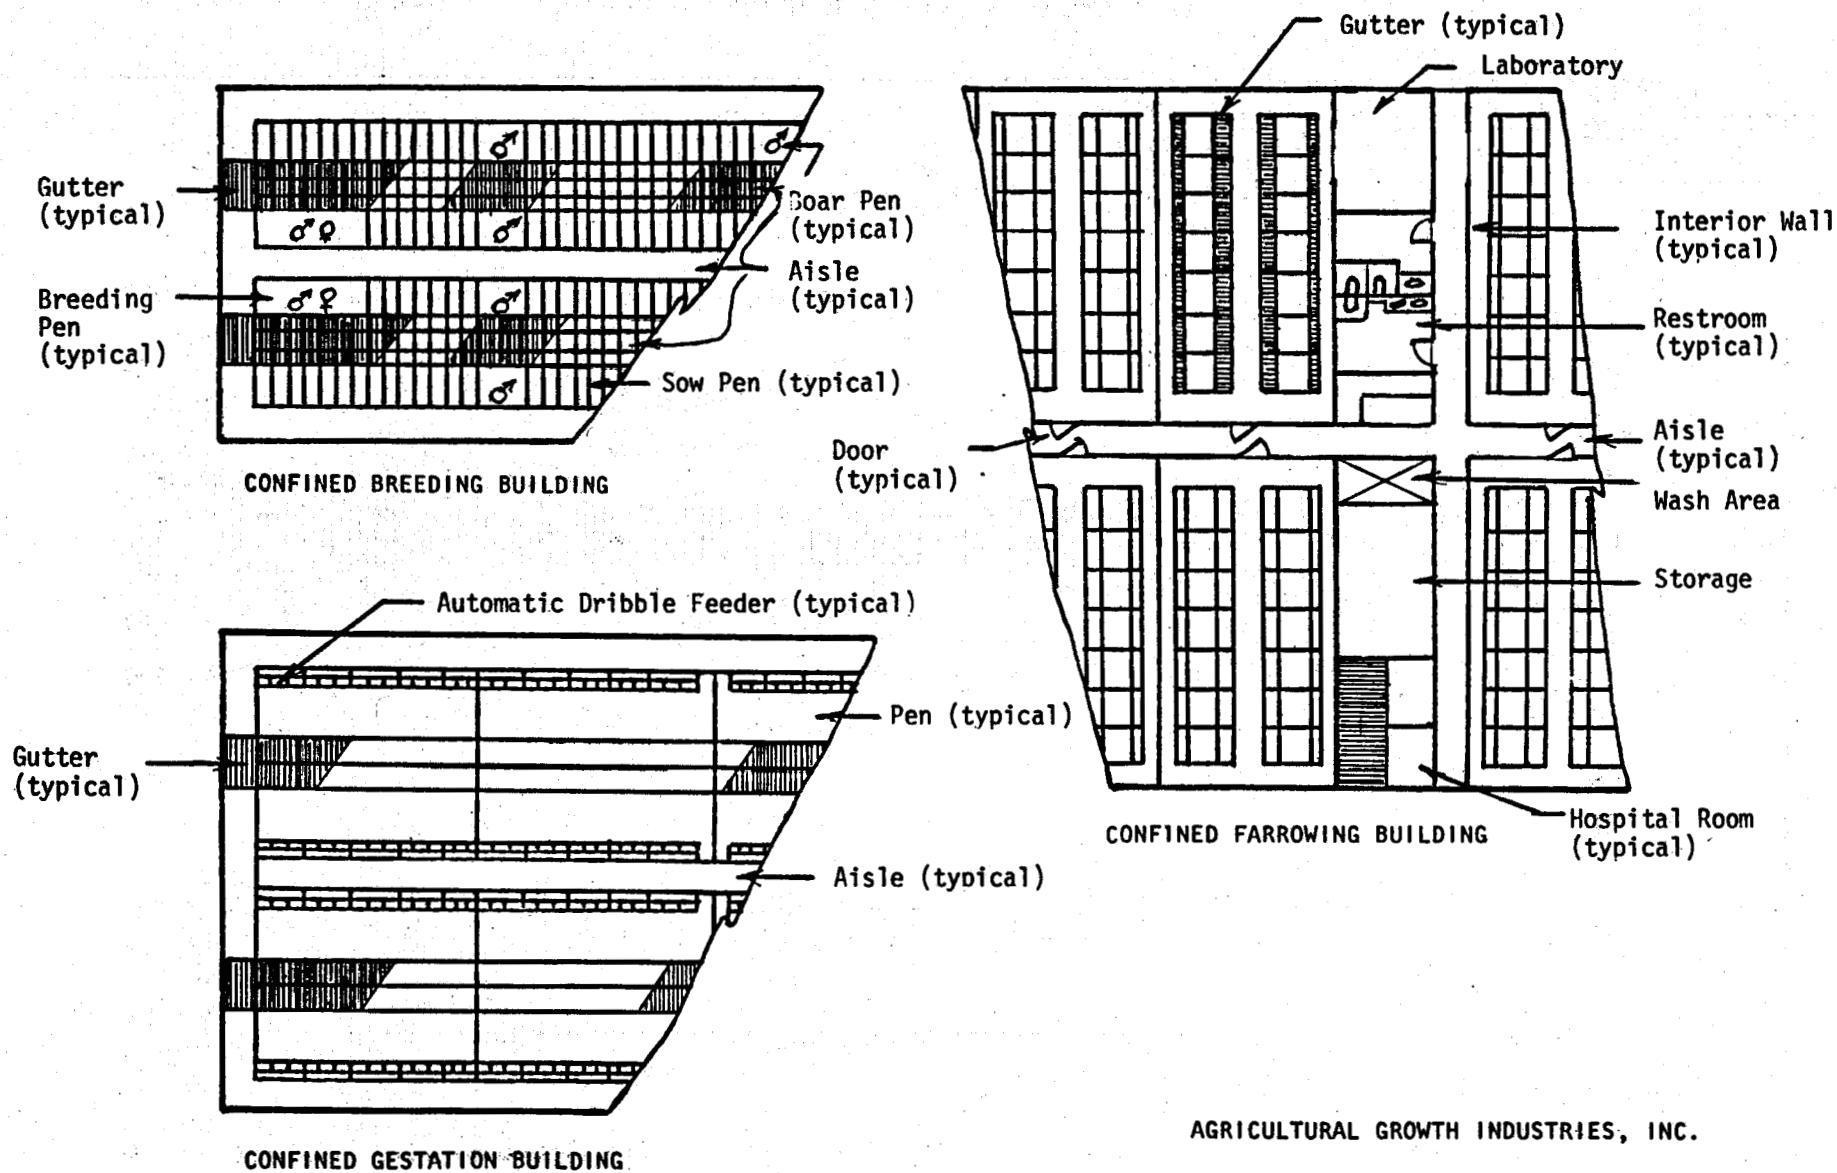 Gutter (typical)
Laboratory
Gutter
(typical)
Boar Pen
(typical)
Aisle
(typical)
Breeding
Pen
(typical)
Sow Pen (typical)
CONFINED BREEDING BUILDING
Interior Wall
(typical)
Restroom
(typical)
Door
(typical)
Aisle
(typical)
Wash Area
Storage
Hospital Room
(typical)
CONFINED FARROWING BUILDING
Automatic Dribble Feeder (typical)
Pen (typical)
Gutter
(typical)
Aisle (typical)
CONFINED GESTATION BUILDING
AGRICULTURAL GROWTH INDUSTRIES, INC.